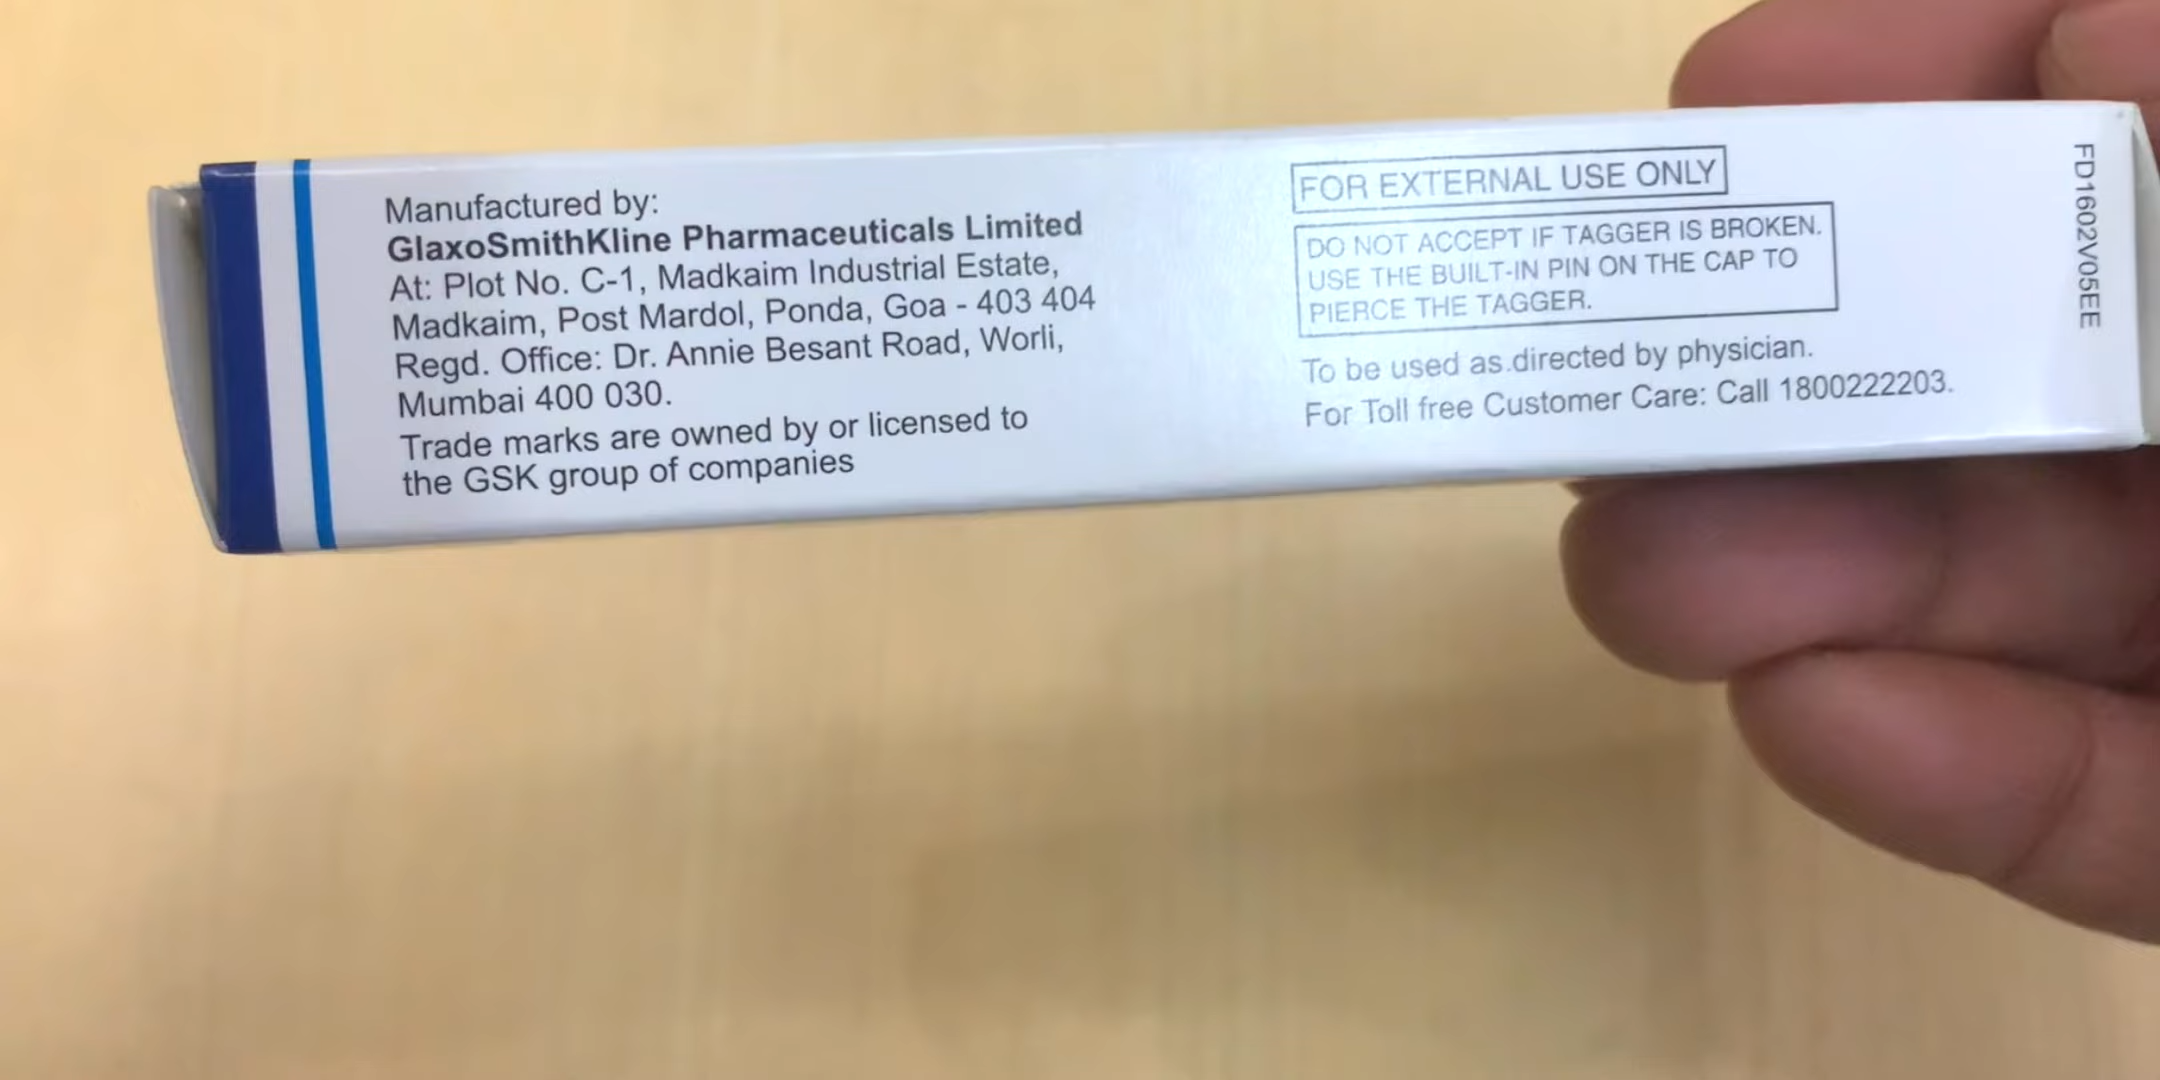 Manufactured by:
GlaxoSmithKline Pharmaceuticals Limited
At: Plot No. C-1, Madkaim Industrial Estate,
Madkaim, Post Mardol, Ponda, Goa - 403 404
Regd. Office: Dr. Annie Besant Road, Worli,
Mumbai 400 030.
Trade marks are owned by or licensed to
the GSK group of companies
FOR EXTERNAL USE ONLY
DO NOT ACCEPT IF TAGGER IS BROKEN.
USE THE BUILT-IN PIN ON THE CAP TO
PIERCE THE TAGGER.
To be used as directed by physician.
For Toll free Customer Care: Call 1800222203.
FD1602V05EE